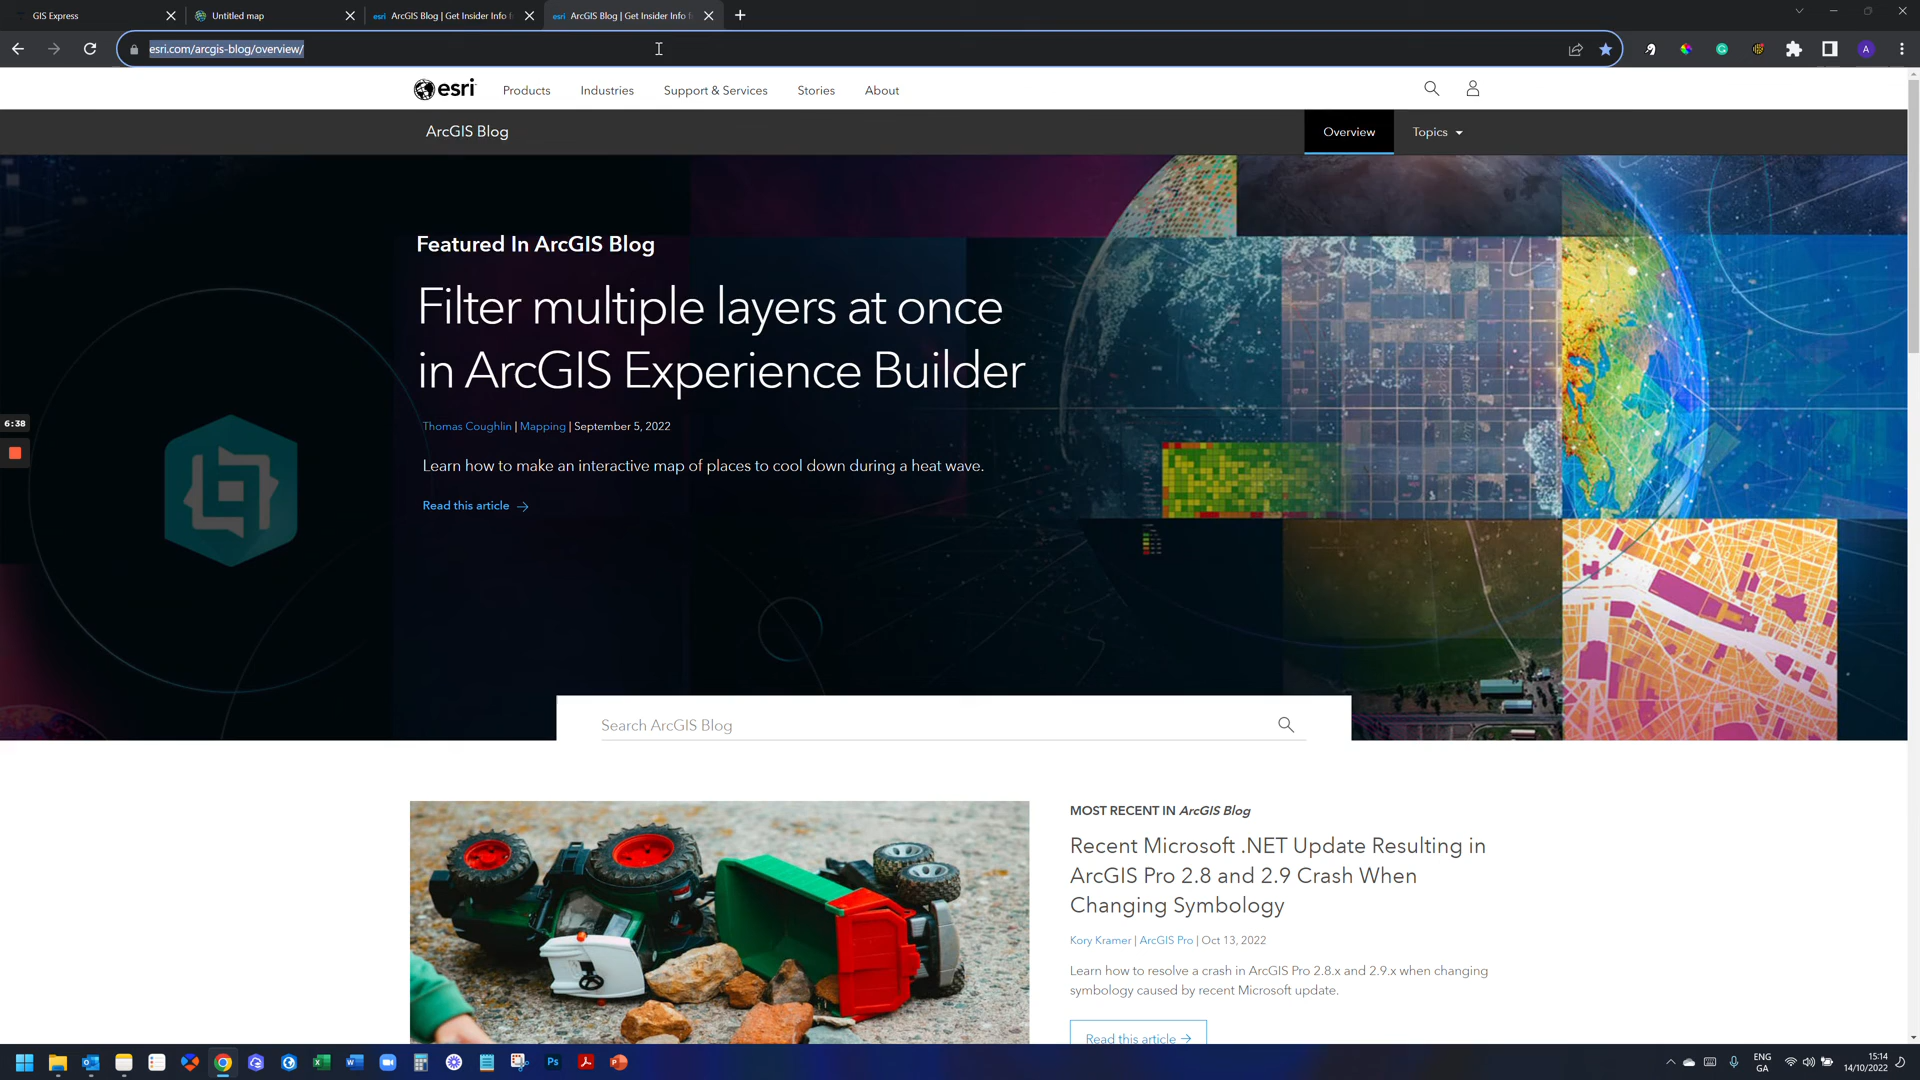 GIS Express
Untitled map
ArcGIS Blog | Get Insider Info f
ArcGIS Blog | Get Insider Info f
esri.com/arcgis-blog/overview/
A
esri
Products
Industries
Support & Services
Stories
About
ArcGIS Blog
Overview
Topics
Featured In ArcGIS Blog
Filter multiple layers at once
in ArcGIS Experience Builder
Thomas Coughlin | Mapping | September 5, 2022
Learn how to make an interactive map of places to cool down during a heat wave.
Read this article
6:38
Search ArcGIS Blog
MOST RECENT IN ArcGIS Blog
Recent Microsoft .NET Update Resulting in
ArcGIS Pro 2.8 and 2.9 Crash When
Changing Symbology
Kory Kramer | ArcGIS Pro | Oct 13, 2022
Learn how to resolve a crash in ArcGIS Pro 2.8.x and 2.9.x when changing
symbology caused by recent Microsoft update.
Read this article
Ps
ENG
GA
15:14
14/10/2022